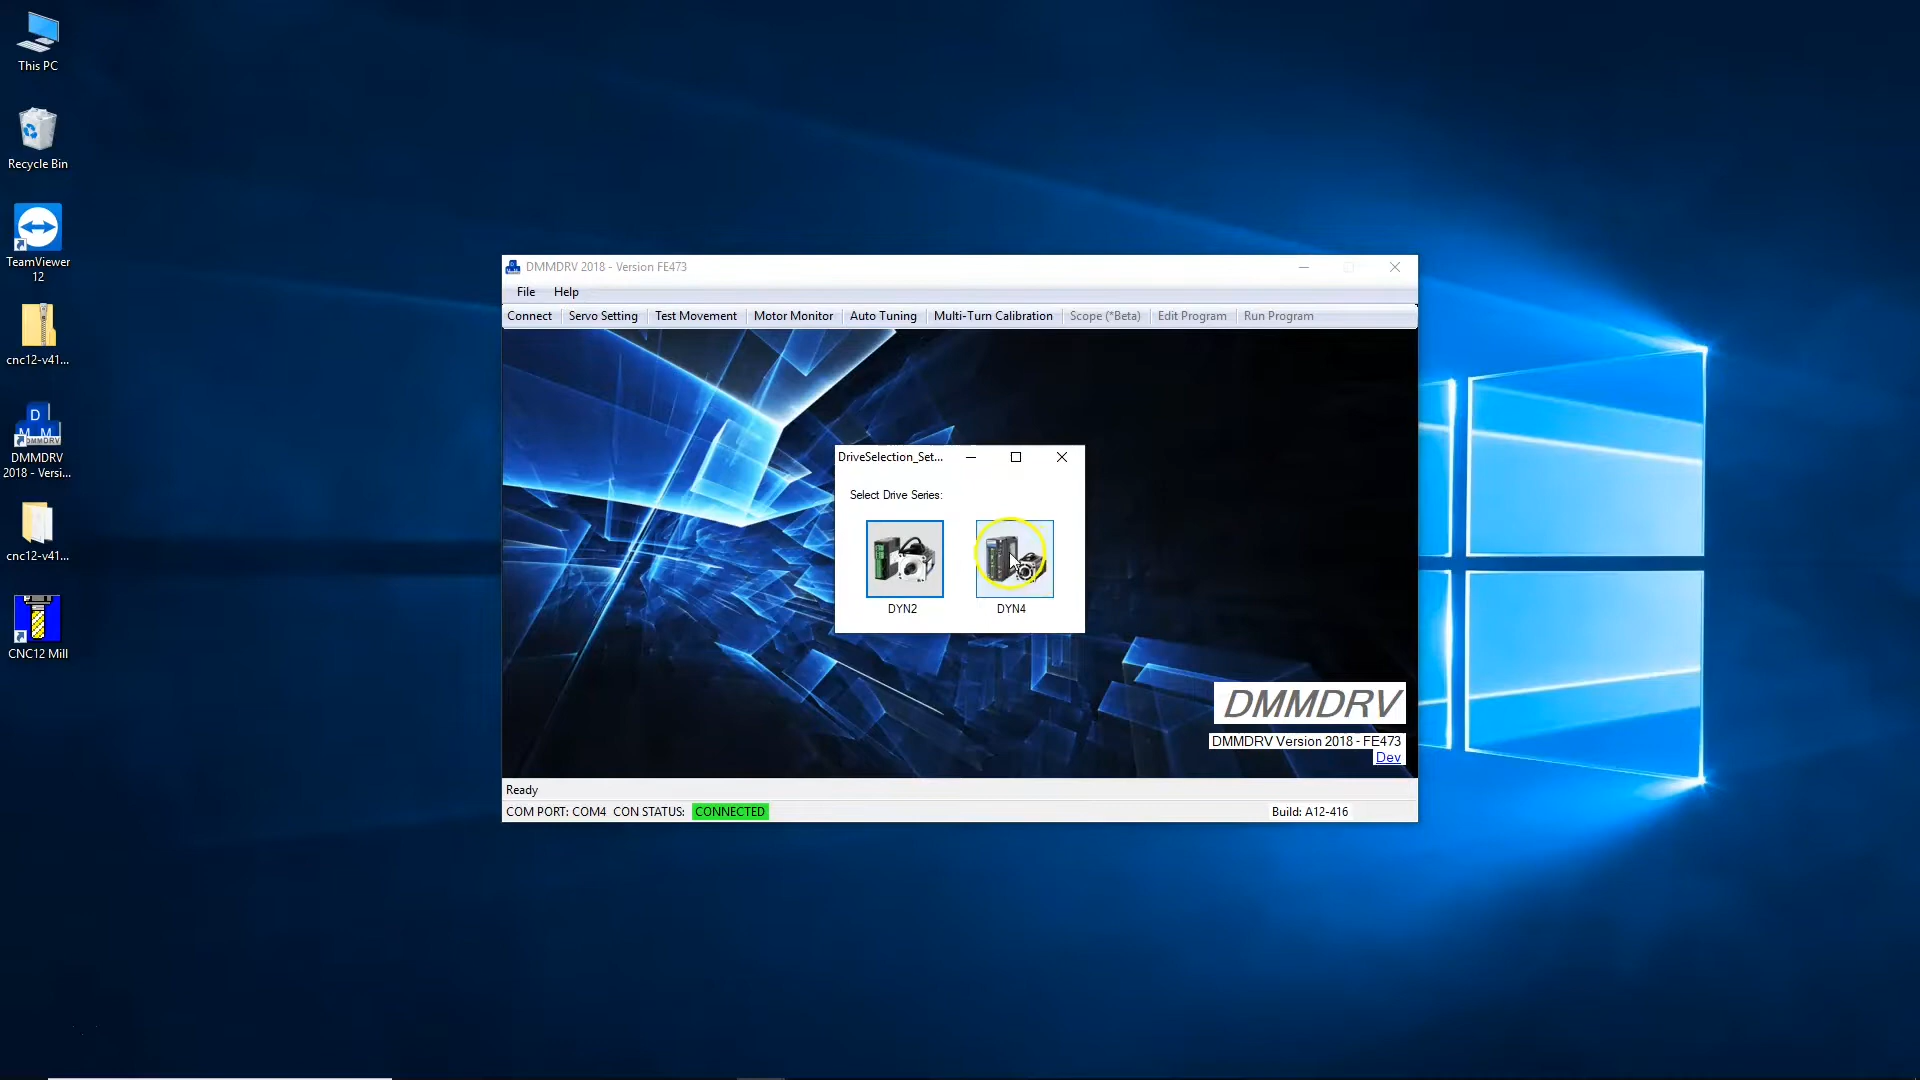 This PC
Recycle Bin
TeamViewer
12
cnc12-v41...
DMMDRV
2018 - Versi...
cnc12-v41...
CNC12 Mill
DMMDRV 2018 - Version FE473
File Help
Connect Servo Setting Test Movement Motor Monitor Auto Tuning Multi-Turn Calibration Scope (*Beta) Edit Program Run Program
DriveSelection_Set...
Select Drive Series:
DYN2 DYN4
DMMDRV
DMMDRV Version 2018 - FE473
Dev
Ready
COM PORT: COM4 CON STATUS: CONNECTED Build: A12-416